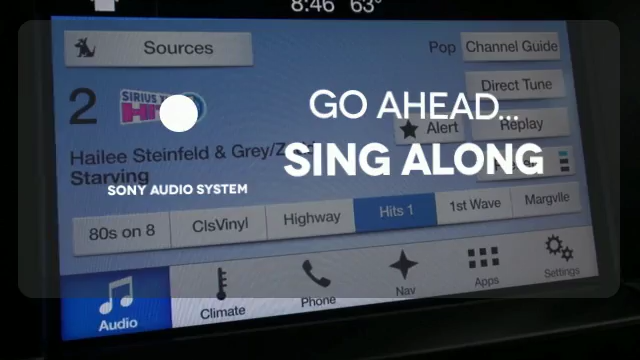 8:46 63°
Sources
Pop
Channel Guide
Direct Tune
2
SIRIUS
GO AHEAD...
Alert
Replay
Hailee Steinfeld & Grey/
Starving
SING ALONG
SONY AUDIO SYSTEM
80s on 8
ClsVinyl
Highway
Hits 1
1st Wave
Margvlle
Audio
Climate
Phone
Nav
Apps
Settings